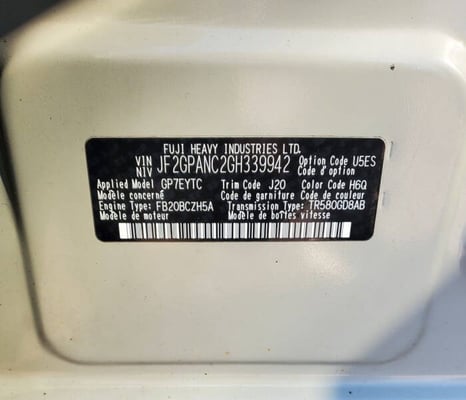 FUJI HEAVY INDUSTRIES LTD.
VIN NIV JF2GPANC2GH339942 Option Code U5ES
Code d'option
Applied Model GP7EYTC Trim Code J20 Color Code H6Q
Modèle concerné Code de garniture Code de couleur
Engine Type: FB20BCZH5A Transmission Type: TR580GD8AB
Modèle de moteur Modèle de boîtes vitesse